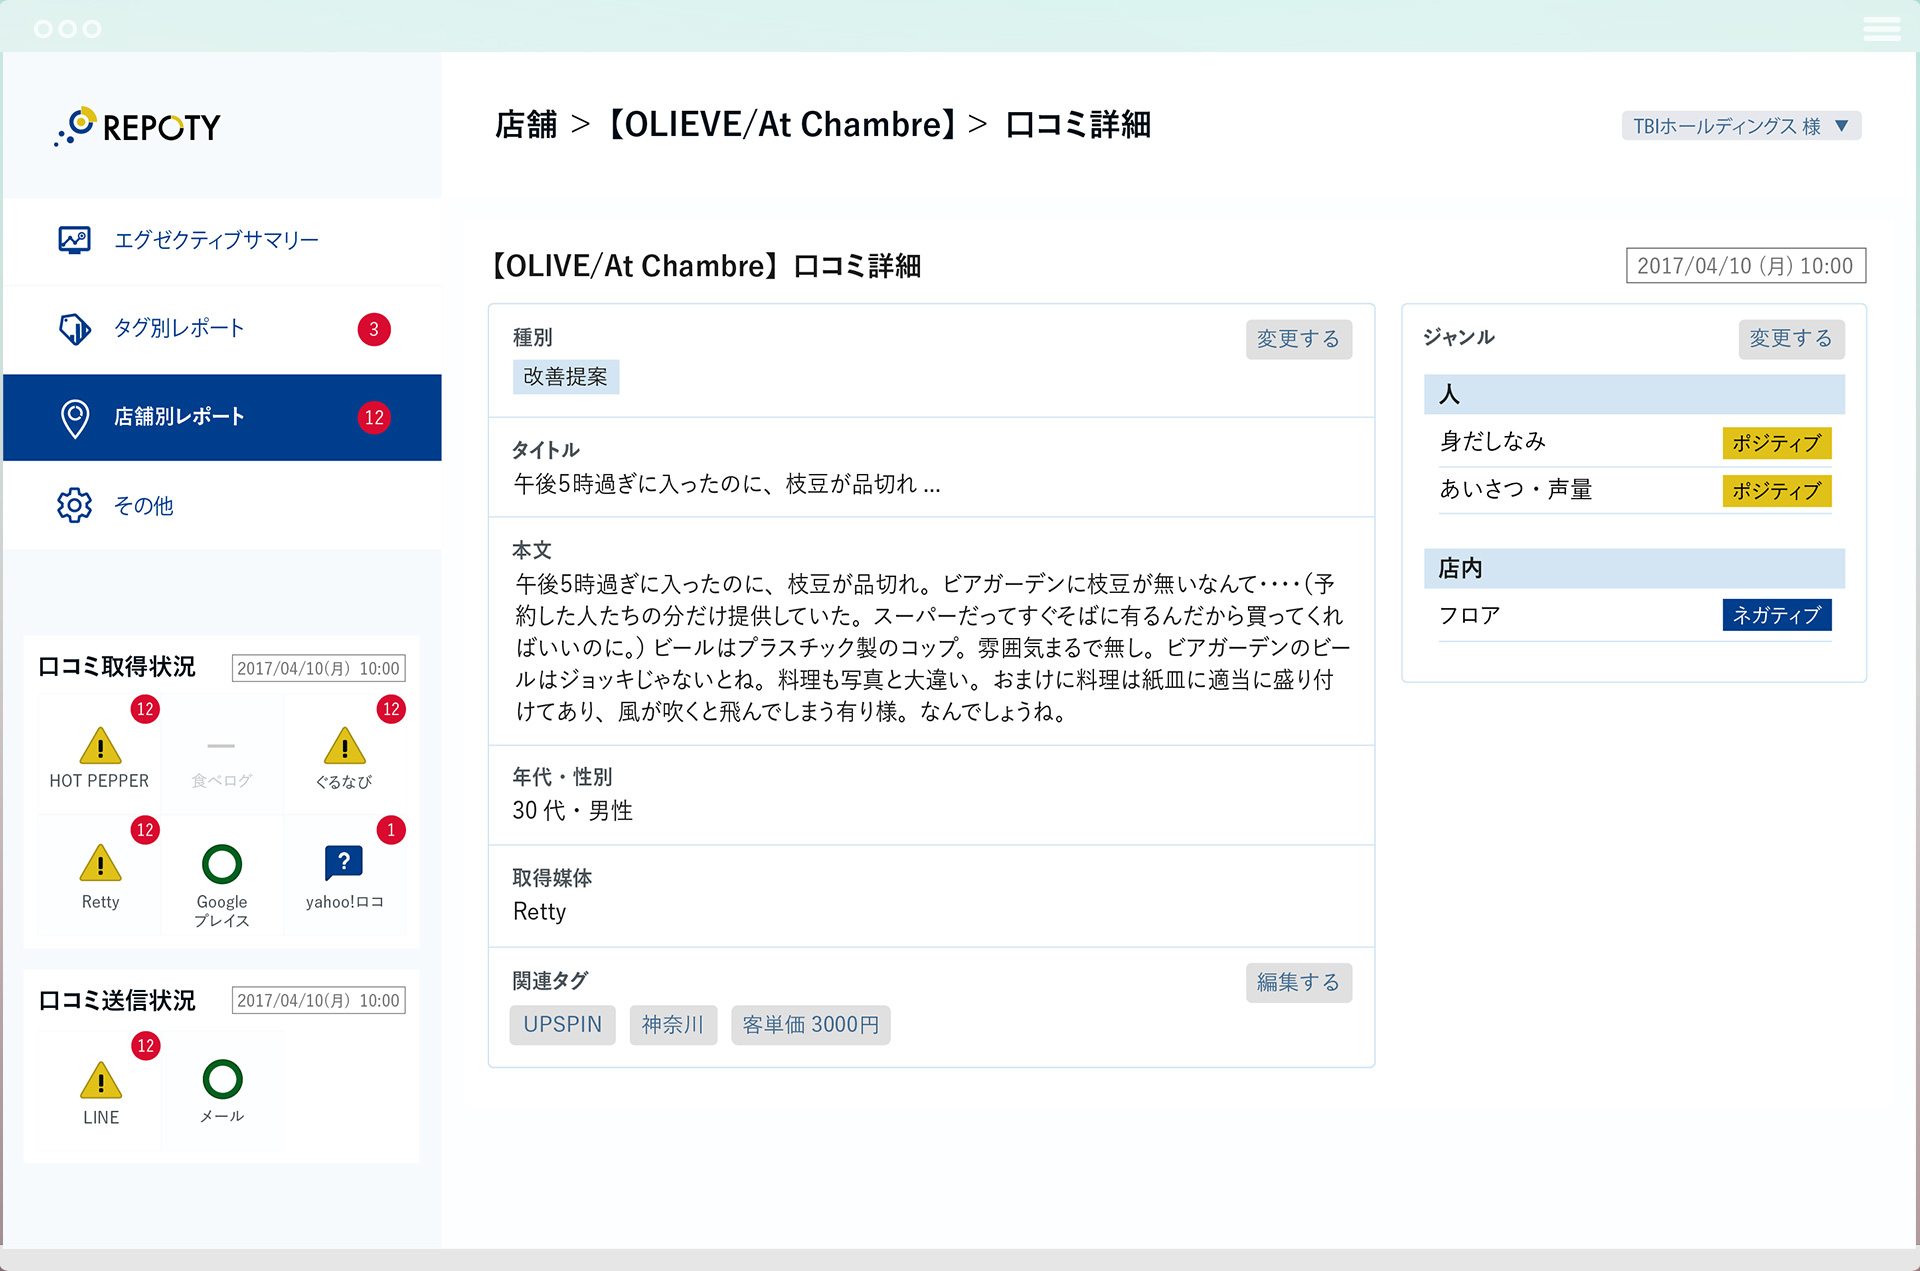 REPOTY
エグゼクティブサマリー
タグ別レポート
3
店舗別レポート
12
その他
口コミ取得状況
2017/04/10(月) 10:00
12
HOT PEPPER
食べログ
12
ぐるなび
12
Retty
Google
プレイス
1
?
yahoo!ロコ
口コミ送信状況
2017/04/10(月) 10:00
12
LINE
メール
店舗 > 【OLIEVE/At Chambre】 > 口コミ詳細
TBIホールディングス 様 ▼
【OLIVE/At Chambre】口コミ詳細
2017/04/10 (月) 10:00
種別
変更する
改善提案
タイトル
午後5時過ぎに入ったのに、枝豆が品切れ ...
本文
午後5時過ぎに入ったのに、枝豆が品切れ。ビアガーデンに枝豆が無いなんて・・・・（予
約した人たちの分だけ提供していた。スーパーだってすぐそばに有るんだから買ってくれ
ばいいのに。）ビールはプラスチック製のコップ。雰囲気まるで無し。ビアガーデンのビー
ルはジョッキじゃないとね。料理も写真と大違い。おまけに料理は紙皿に適当に盛り付
けてあり、風が吹くと飛んでしまう有り様。なんでしょうね。
年代・性別
30 代・男性
取得媒体
Retty
関連タグ
編集する
UPSPIN
神奈川
客単価 3000円
ジャンル
変更する
人
身だしなみ
ポジティブ
あいさつ・声量
ポジティブ
店内
フロア
ネガティブ